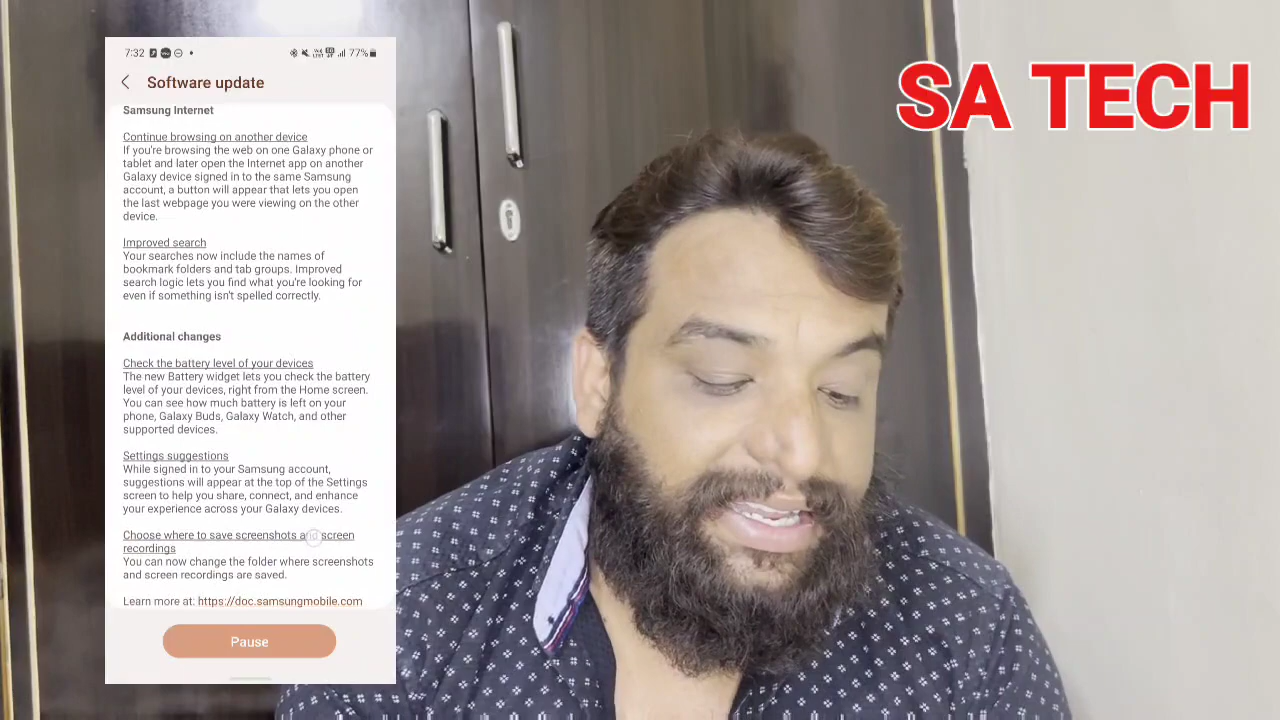 7:32
77%
Software update
SA TECH
Samsung Internet
Continue browsing on another device
If you're browsing the web on one Galaxy phone or
tablet and later open the Internet app on another
Galaxy device signed in to the same Samsung
account, a button will appear that lets you open
the last webpage you were viewing on the other
device.
Improved search
Your searches now include the names of
bookmark folders and tab groups. Improved
search logic lets you find what you're looking for
even if something isn't spelled correctly.
Additional changes
Check the battery level of your devices
The new Battery widget lets you check the battery
level of your devices, right from the Home screen.
You can see how much battery is left on your
phone, Galaxy Buds, Galaxy Watch, and other
supported devices.
Settings suggestions
While signed in to your Samsung account,
suggestions will appear at the top of the Settings
screen to help you share, connect, and enhance
your experience across your Galaxy devices.
Choose where to save screenshots and screen
recordings
You can now change the folder where screenshots
and screen recordings are saved.
Learn more at: https://doc.samsungmobile.com
Pause